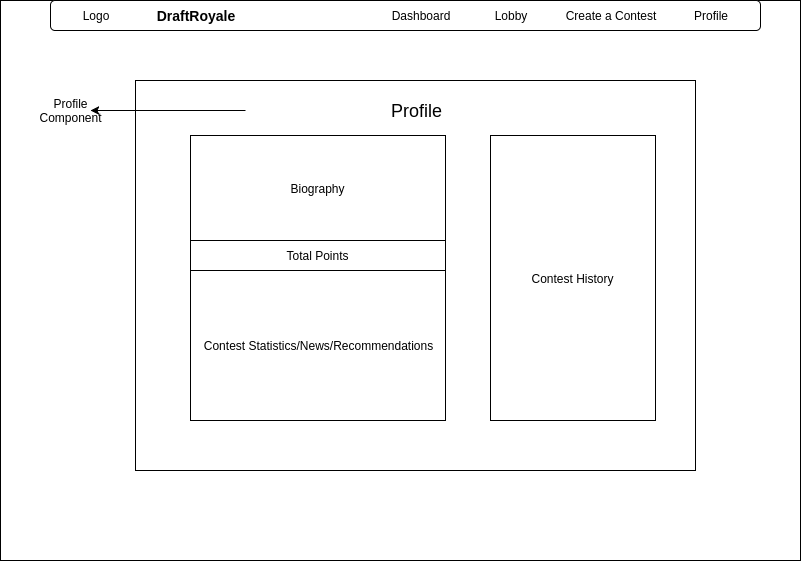 Logo
DraftRoyale
Dashboard
Lobby
Create a Contest
Profile
Profile
Component
Profile
Biography
Total Points
Contest Statistics/News/Recommendations
Contest History